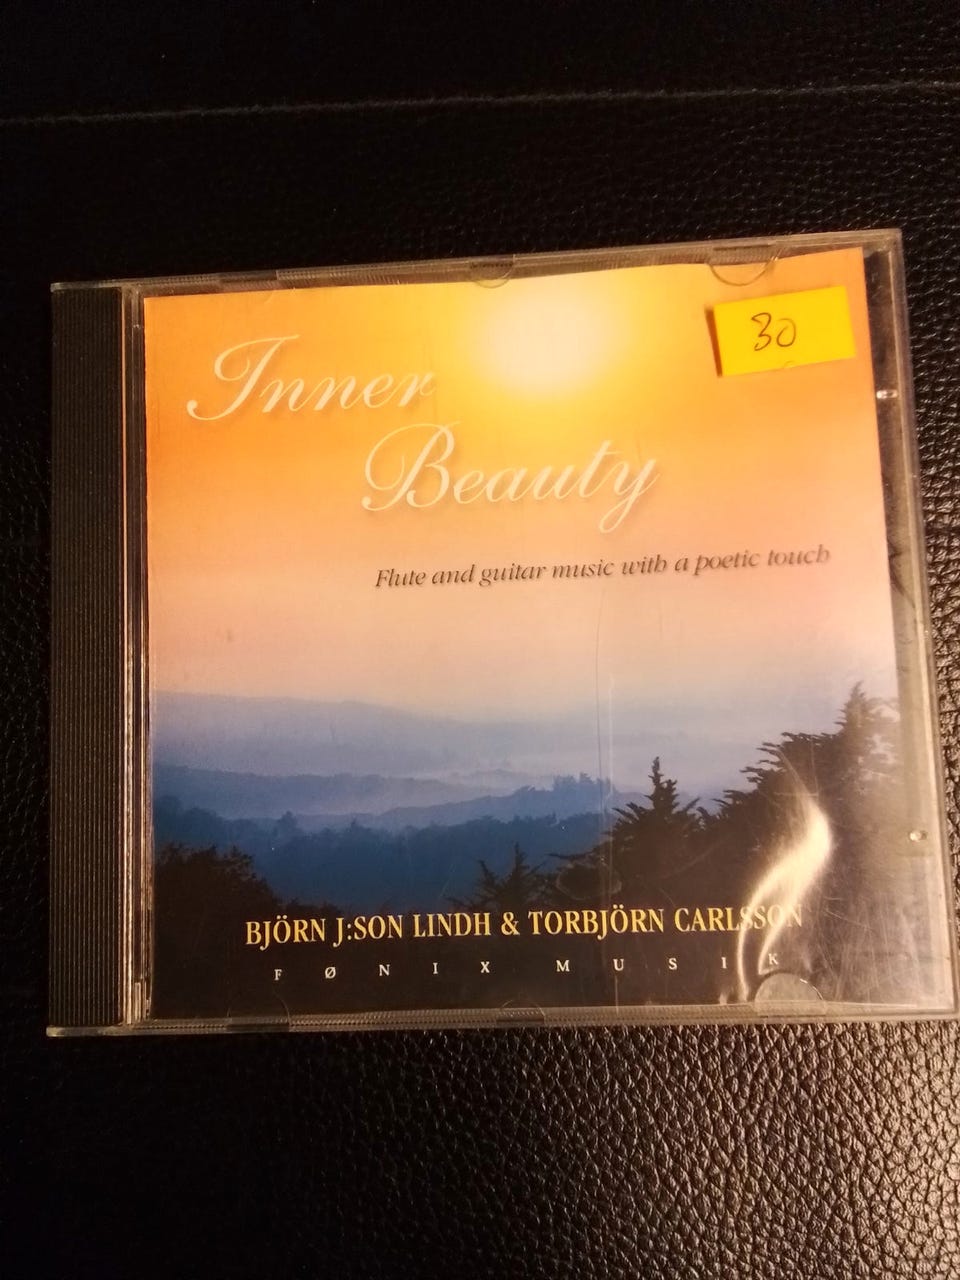 Inner
Beauty
30
Flute and guitar music with a poetic touch
BJÖRN J:SON LINDH & TORBJÖRN CARLSSON
FØNIX MUSIK